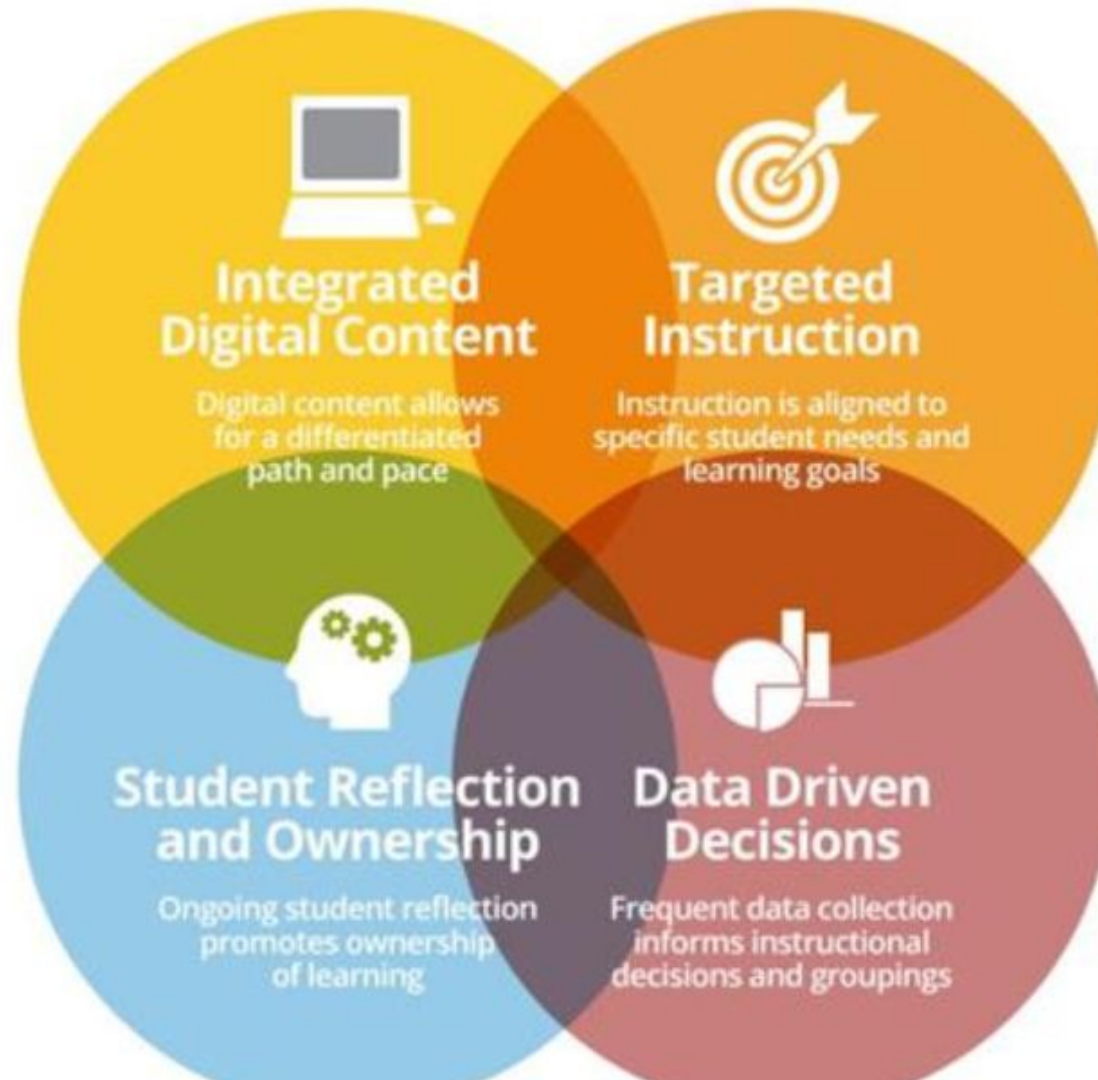 Integrated
Digital Content
Digital content allows
for a differentiated
path and pace
Targeted
Instruction
Instruction is aligned to
specific student needs and
learning goals
Student Reflection
and Ownership
Ongoing student reflection
promotes ownership
of learning
Data Driven
Decisions
Frequent data collection
informs instructional
decisions and groupings